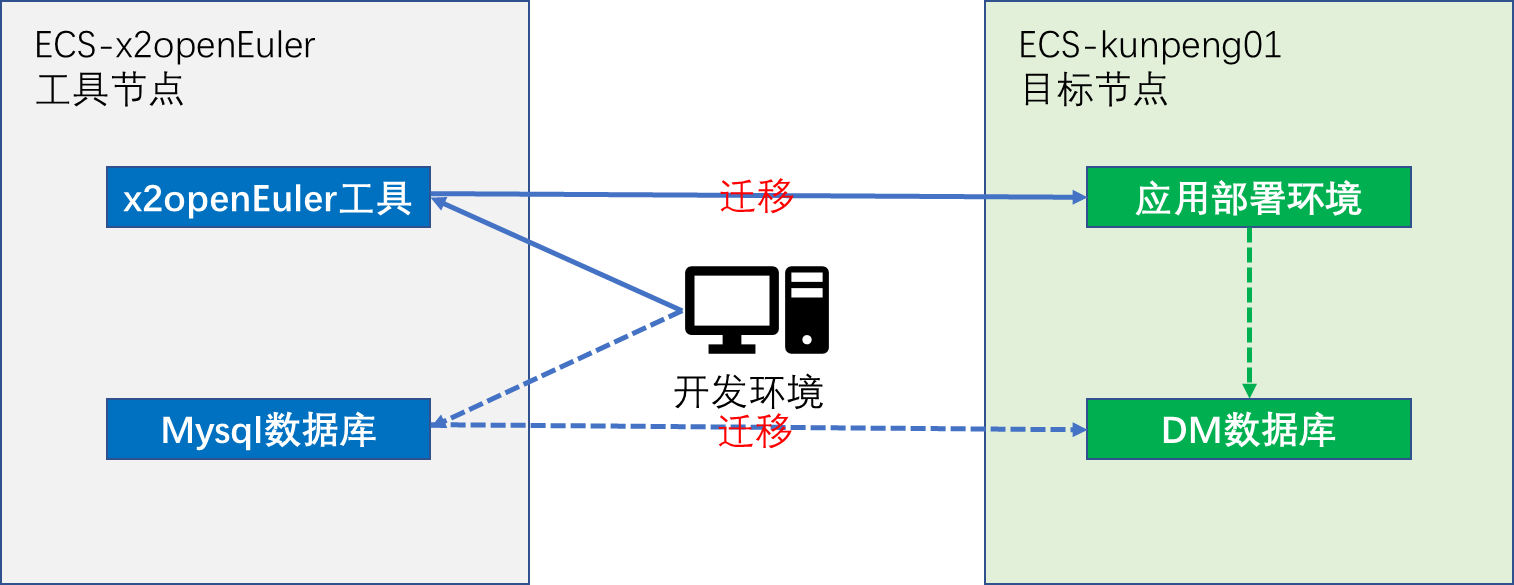 ECS-x2openEuler
工具节点
x2openEuler工具
Mysql数据库
迁移
开发环境
迁移
ECS-kunpeng01
目标节点
应用部署环境
DM数据库